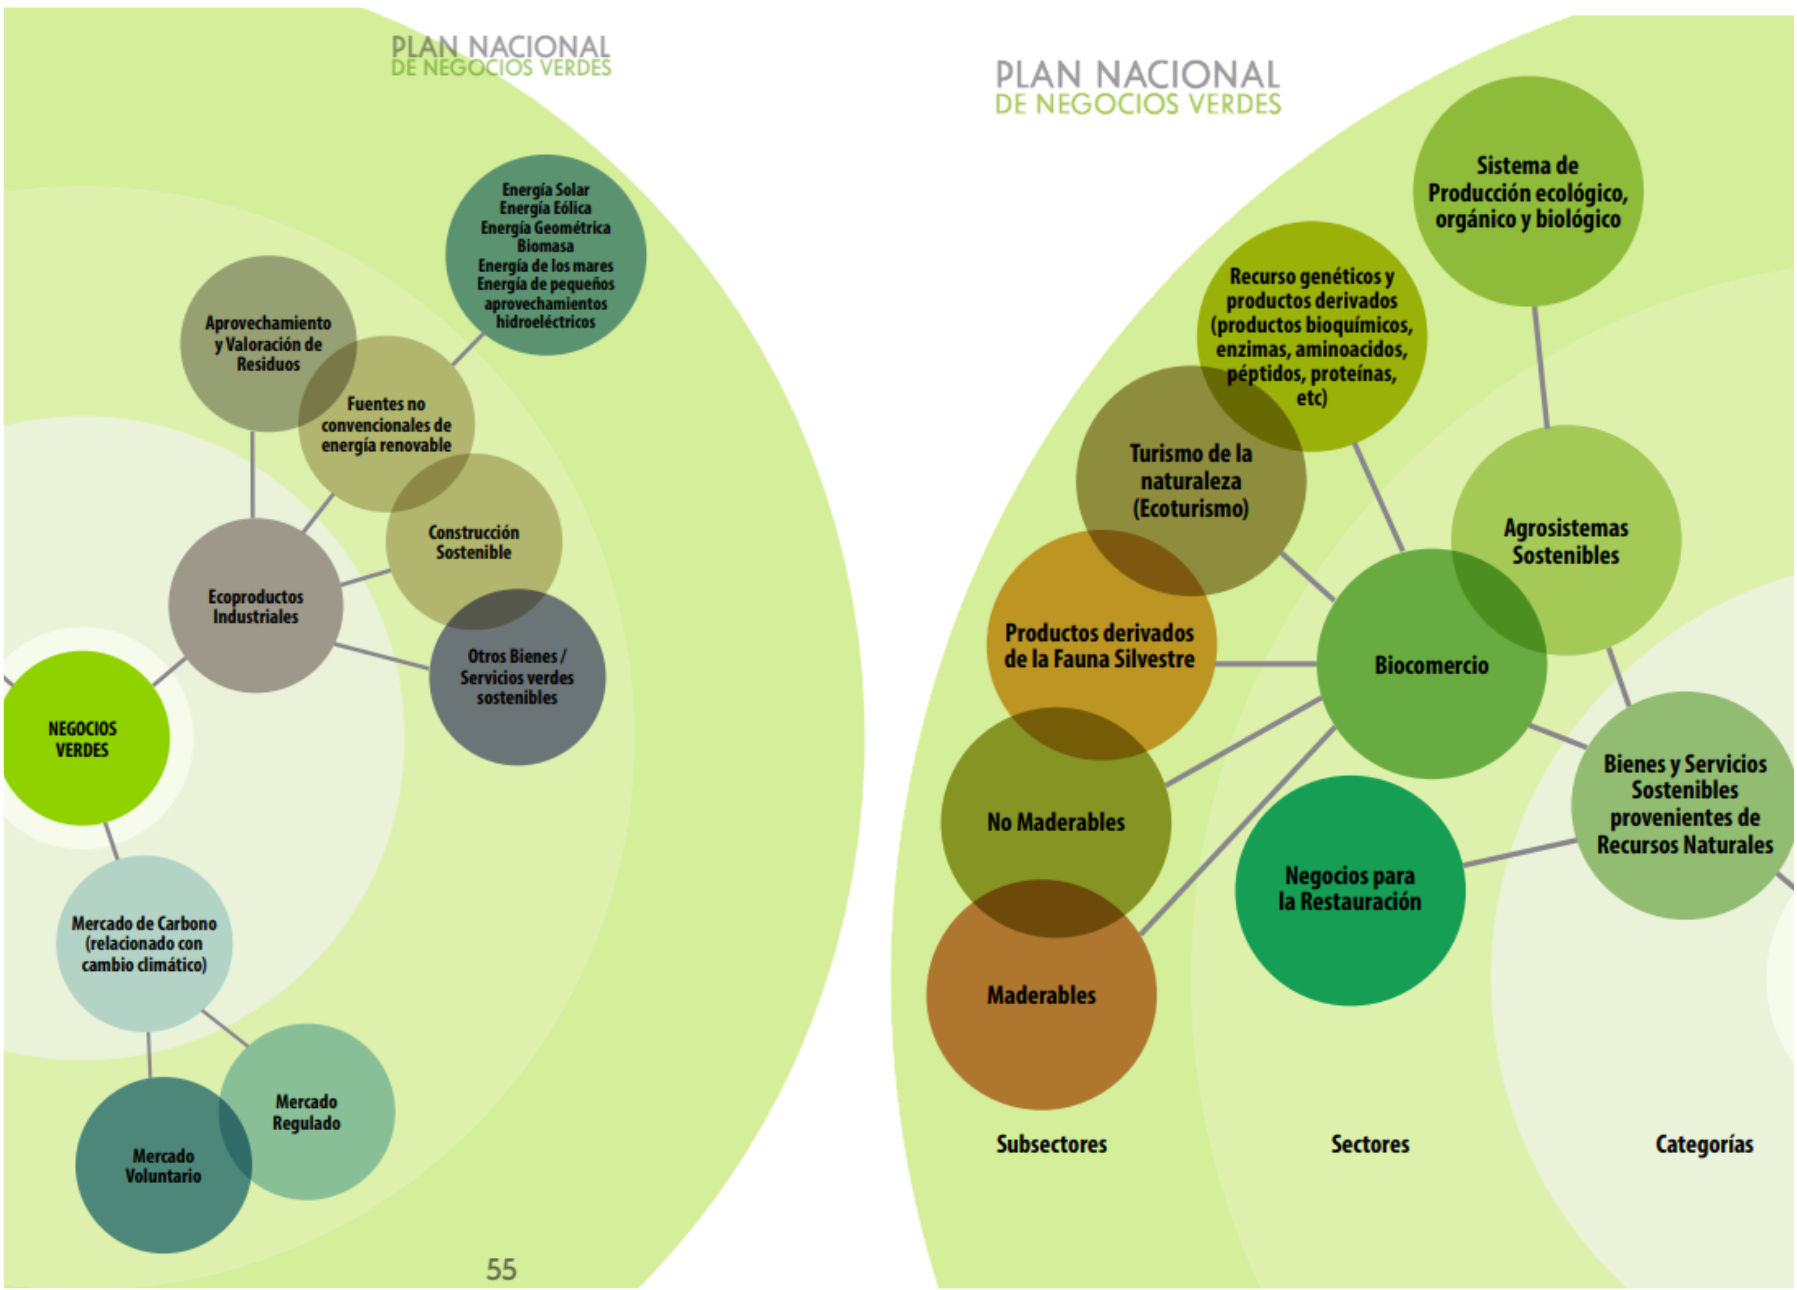 PLAN NACIONAL
DE NEGOCIOS VERDES
Energía Solar
Energía Eólica
Energía Geométrica
Biomasa
Energía de los mares
Energía de pequeños
aprovechamientos
hidroeléctricos
Aprovechamiento
y Valoración de
Residuos
Fuentes no
convencionales de
energía renovable
Construcción
Sostenible
Ecoproductos
Industriales
Otros Bienes /
Servicios verdes
sostenibles
NEGOCIOS
VERDES
Mercado de Carbono
(relacionado con
cambio climático)
Mercado
Regulado
Mercado
Voluntario
55
PLAN NACIONAL
DE NEGOCIOS VERDES
Sistema de
Producción ecológico,
orgánico y biológico
Recurso genéticos y
productos derivados
(productos bioquímicos,
enzimas, aminoacidos,
péptidos, proteínas,
etc)
Turismo de la
naturaleza
(Ecoturismo)
Agrosistemas
Sostenibles
Productos derivados
de la Fauna Silvestre
Biocomercio
Bienes y Servicios
Sostenibles
provenientes de
Recursos Naturales
No Maderables
Negocios para
la Restauración
Maderables
Subsectores
Sectores
Categorías